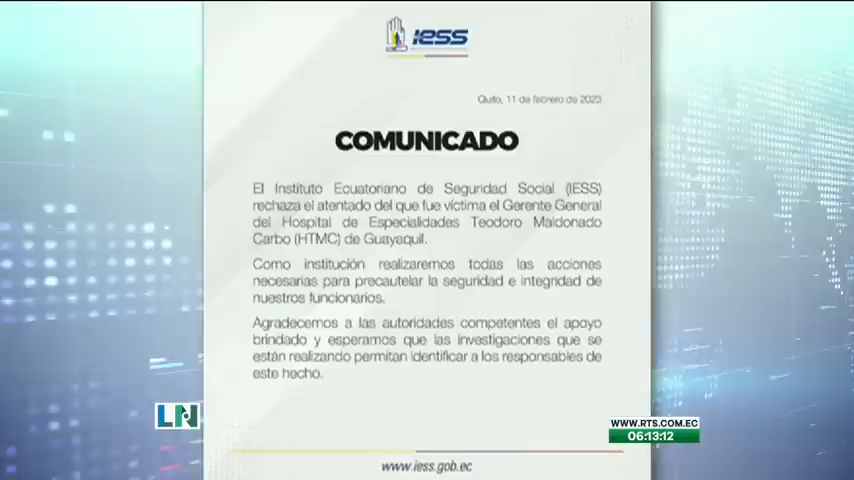 IESS
Quito, 11 de febrero de 2023
COMUNICADO
El Instituto Ecuatoriano de Seguridad Social (IESS)
rechaza el atentado del que fue víctima el Gerente General
del Hospital de Especialidades Teodoro Maldonado
Carbo (HTMC) de Guayaquil.
Como institución realizaremos todas las acciones
necesarias para precautelar la seguridad e integridad de
nuestros funcionarios.
Agradecemos a las autoridades competentes el apoyo
brindado y esperamos que las investigaciones que se
están realizando permitan identificar a los responsables de
este hecho.
LN
WWW.RTS.COM.EC
06:13:12
www.iess.gob.ec